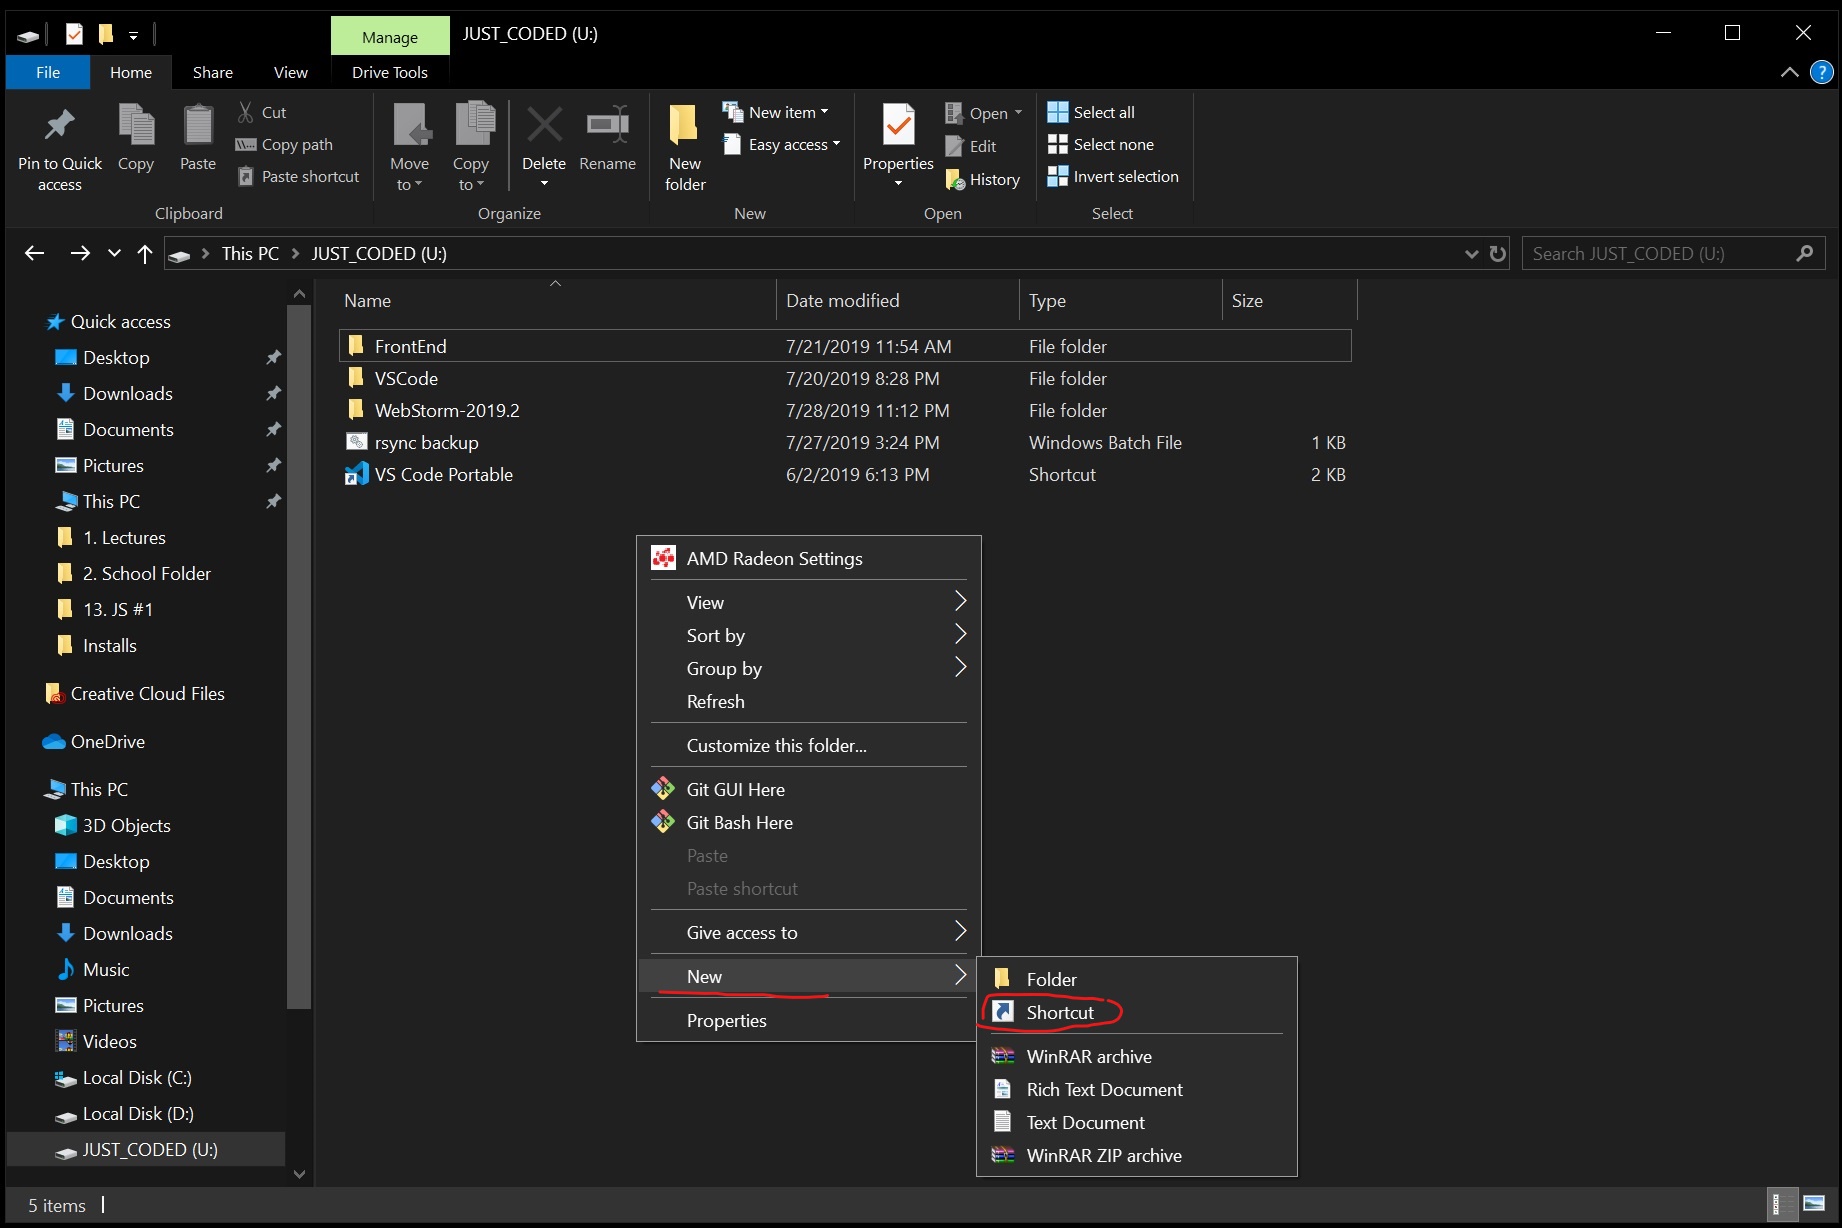 Manage
JUST_CODED (U:)
File
Home
Share
View
Drive Tools
?
Pin to Quick
access
Copy
Paste
Cut
Copy path
Paste shortcut
Clipboard
Move
to
Copy
to
Delete
Rename
Organize
New
folder
New item
Easy access
New
Properties
Open
Edit
History
Open
Select all
Select none
Invert selection
Select
This PC
JUST_CODED (U:)
Search JUST_CODED (U:)
Name Date modified Type Size
FrontEnd 7/21/2019 11:54 AM File folder
VSCode 7/20/2019 8:28 PM File folder
WebStorm-2019.2 7/28/2019 11:12 PM File folder
rsync backup 7/27/2019 3:24 PM Windows Batch File 1 KB
VS Code Portable 6/2/2019 6:13 PM Shortcut 2 KB
Quick access
Desktop
Downloads
Documents
Pictures
This PC
1. Lectures
2. School Folder
13. JS #1
Installs
Creative Cloud Files
OneDrive
This PC
3D Objects
Desktop
Documents
Downloads
Music
Pictures
Videos
Local Disk (C:)
Local Disk (D:)
JUST_CODED (U:)
AMD Radeon Settings
View
Sort by
Group by
Refresh
Customize this folder...
Git GUI Here
Git Bash Here
Paste
Paste shortcut
Give access to
New
Properties
Folder
Shortcut
WinRAR archive
Rich Text Document
Text Document
WinRAR ZIP archive
5 items